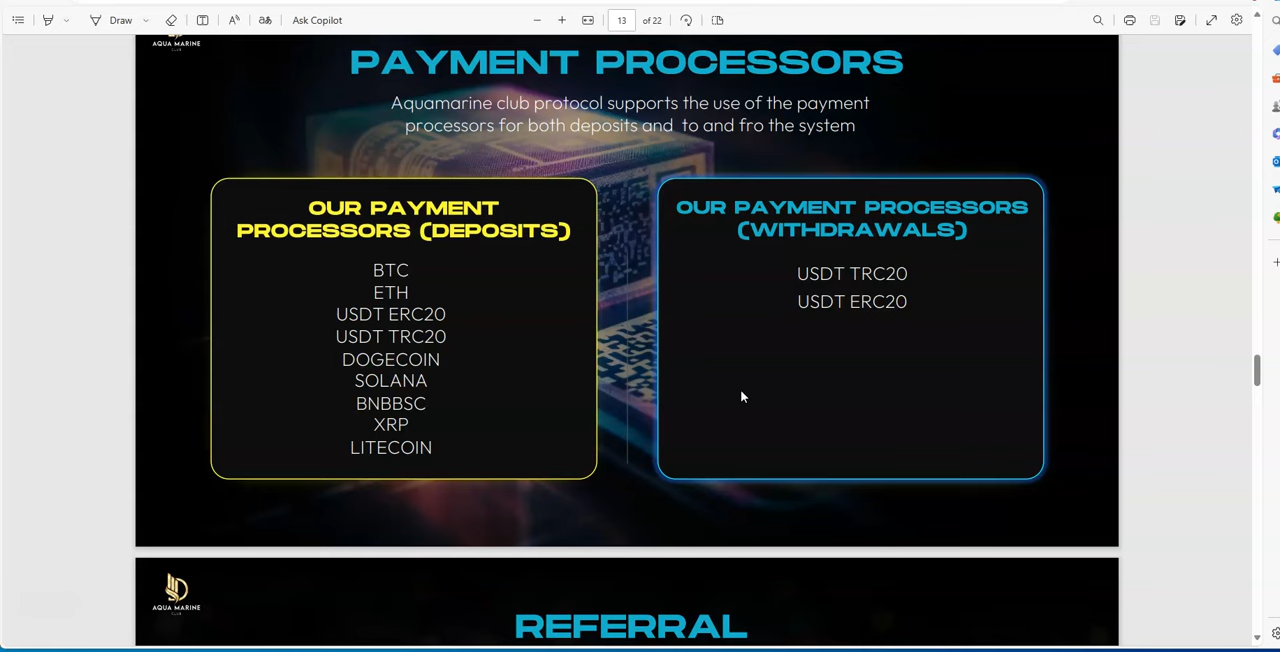 Draw
Ask Copilot
13 of 22
AQUA MARINE
PAYMENT PROCESSORS
Aquamarine club protocol supports the use of the payment
processors for both deposits and to and fro the system
OUR PAYMENT
PROCESSORS (DEPOSITS)
BTC
ETH
USDT ERC20
USDT TRC20
DOGECOIN
SOLANA
BNBBSC
XRP
LITECOIN
OUR PAYMENT PROCESSORS
(WITHDRAWALS)
USDT TRC20
USDT ERC20
AQUA MARINE
CLUB
REFERRAL